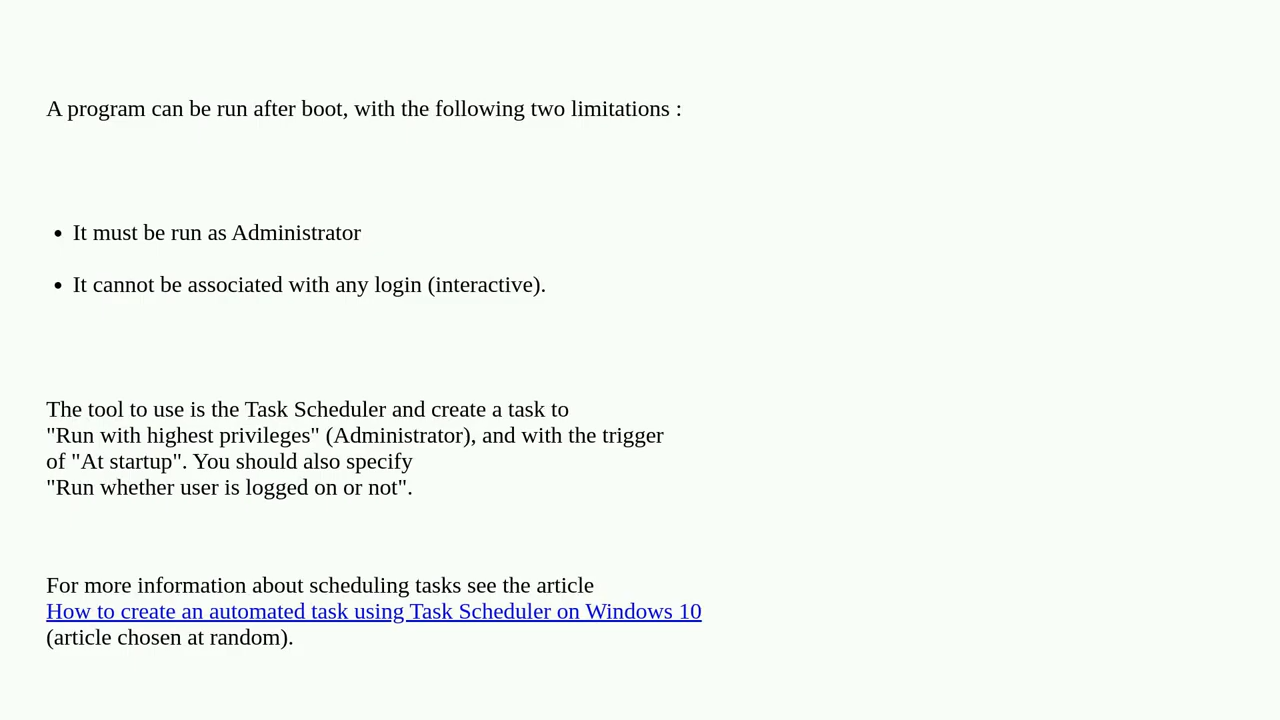 A program can be run after boot, with the following two limitations :
• It must be run as Administrator
• It cannot be associated with any login (interactive).
The tool to use is the Task Scheduler and create a task to
"Run with highest privileges" (Administrator), and with the trigger
of "At startup". You should also specify
"Run whether user is logged on or not".
For more information about scheduling tasks see the article
How to create an automated task using Task Scheduler on Windows 10
(article chosen at random).